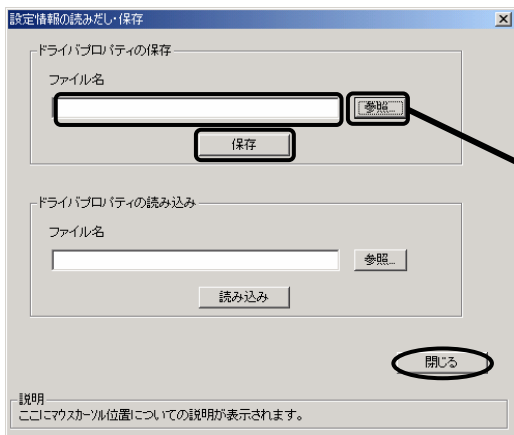 設定情報の読みだし・保存
ドライバプロパティの保存
ファイル名
参照...
保存
ドライバプロパティの読み込み
ファイル名
参照...
読み込み
閉じる
説明
ここにマウスカーソル位置についての説明が表示されます。